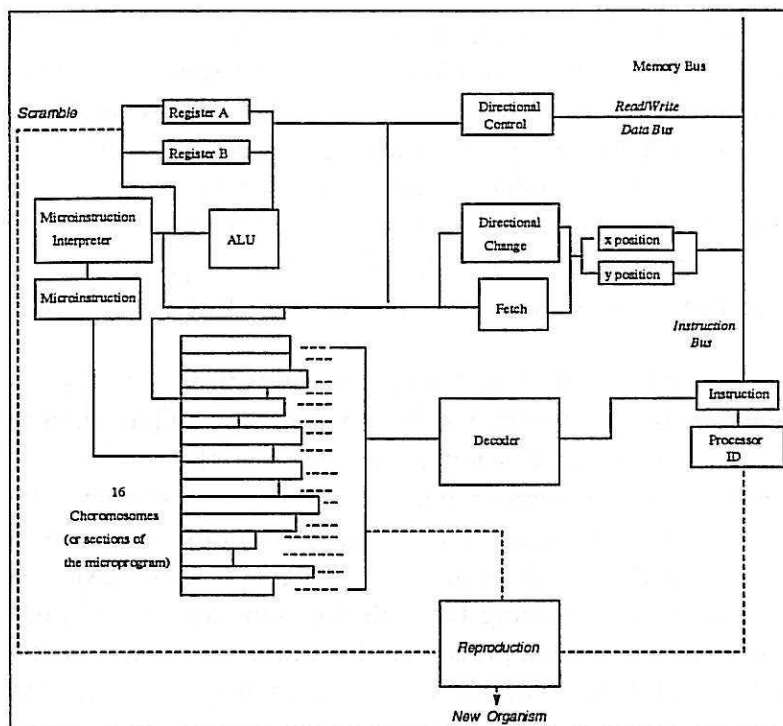 Memory Bus
Scramble
Register A
Directional
Control
Read/Write
Data Bus
Register B
Microinstruction
Interpreter
ALU
Directional
Change
x position
y position
Microinstruction
Fetch
Instruction
Bus
Instruction
Decoder
Processor
ID
16
Choromosomes
(or sections of
the microprogram)
Reproduction
New Organism